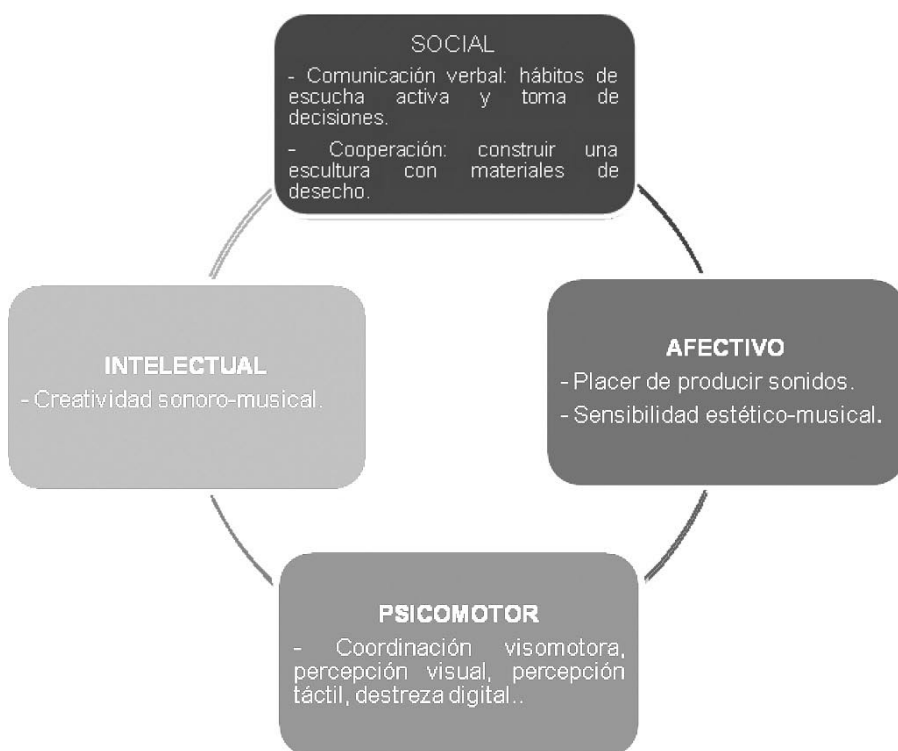 SOCIAL
- Comunicación verbal: hábitos de
escucha activa y toma de
decisiones.
- Cooperación: construir una
escultura con materiales de
desecho.
INTELECTUAL
- Creatividad sonoro-musical.
AFECTIVO
- Placer de producir sonidos.
- Sensibilidad estético-musical.
PSICOMOTOR
- Coordinación visomotora,
percepción visual, percepción
táctil, destreza digital..